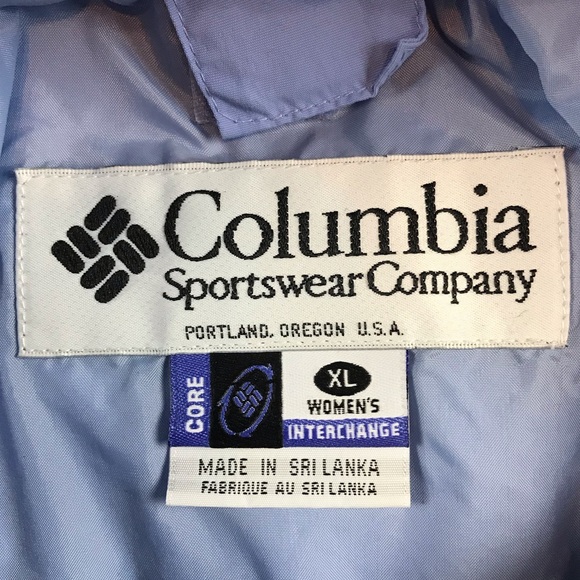 Columbia
Sportswear Company
PORTLAND, OREGON U.S.A.
CORE
XL
WOMEN'S
INTERCHANGE
MADE IN SRI LANKA
FABRIQUE AU SRI LANKA